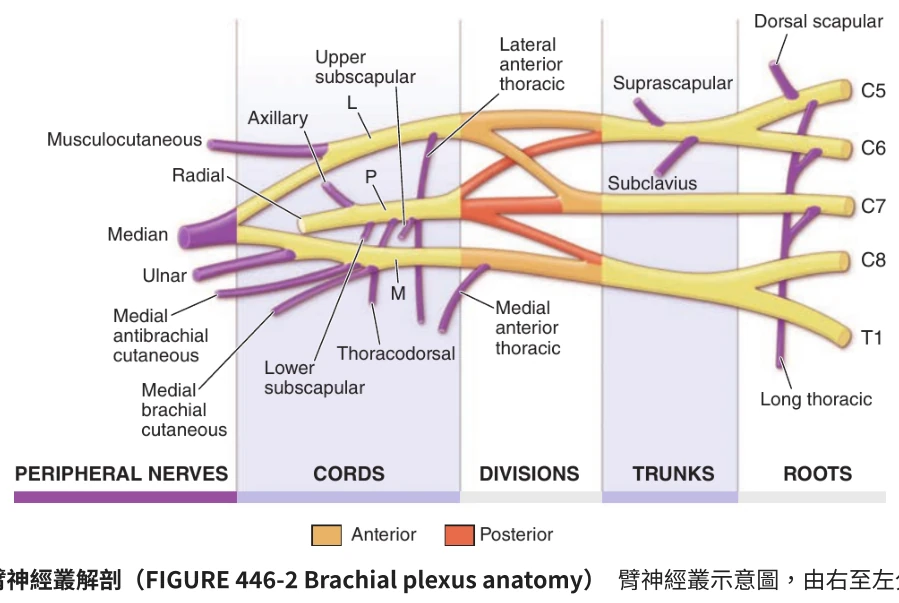 Dorsal scapular
Lateral
anterior
thoracic
Upper
subscapular
Suprascapular
C5
L
Axillary
Musculocutaneous
C6
Radial
P
Subclavius
C7
Median
C8
Ulnar
M
Medial
antibrachial
cutaneous
Medial
anterior
thoracic
T1
Thoracodorsal
Lower
subscapular
Medial
brachial
cutaneous
Long thoracic
PERIPHERAL NERVES CORDS DIVISIONS TRUNKS ROOTS
Anterior Posterior
臂神經叢解剖（FIGURE 446-2 Brachial plexus anatomy） 臂神經叢示意圖，由右至左